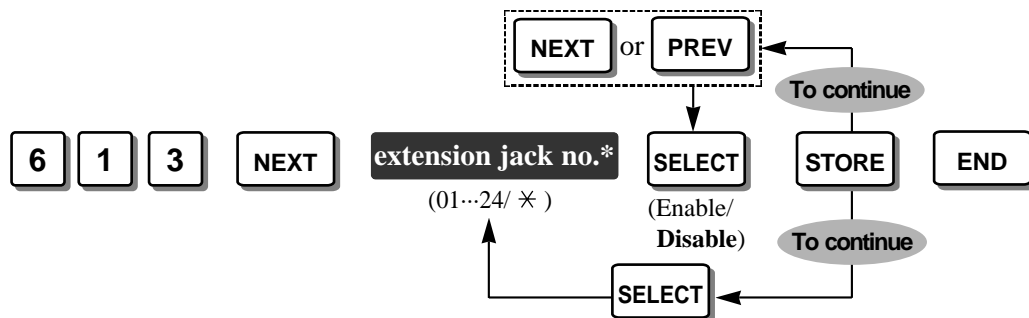 NEXT or PREV
To continue
6 1 3 NEXT extension jack no.* SELECT STORE END
(01···24/ ✳ ) (Enable/
Disable) To continue
SELECT